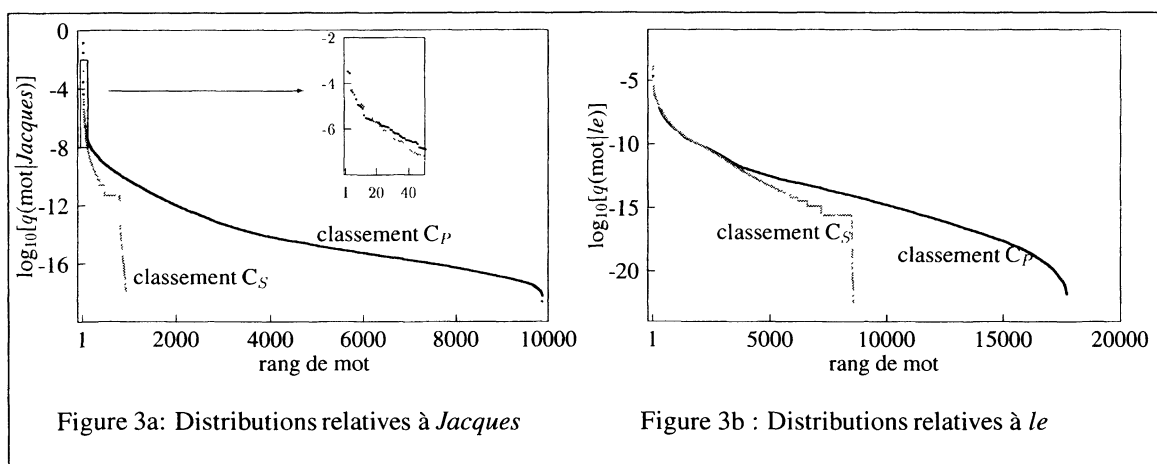 0
-4
-8
-12
-16
log10[q(mot|Jacques)]
-2
-4
-6
1 20 40
classement CP
classement CS
1 2000 4000 6000 8000 10000
rang de mot
Figure 3a: Distributions relatives à Jacques
-5
-10
-15
-20
log10[q(mot|le)]
classement CS
classement CP
1 5000 10000 15000 20000
rang de mot
Figure 3b : Distributions relatives à le